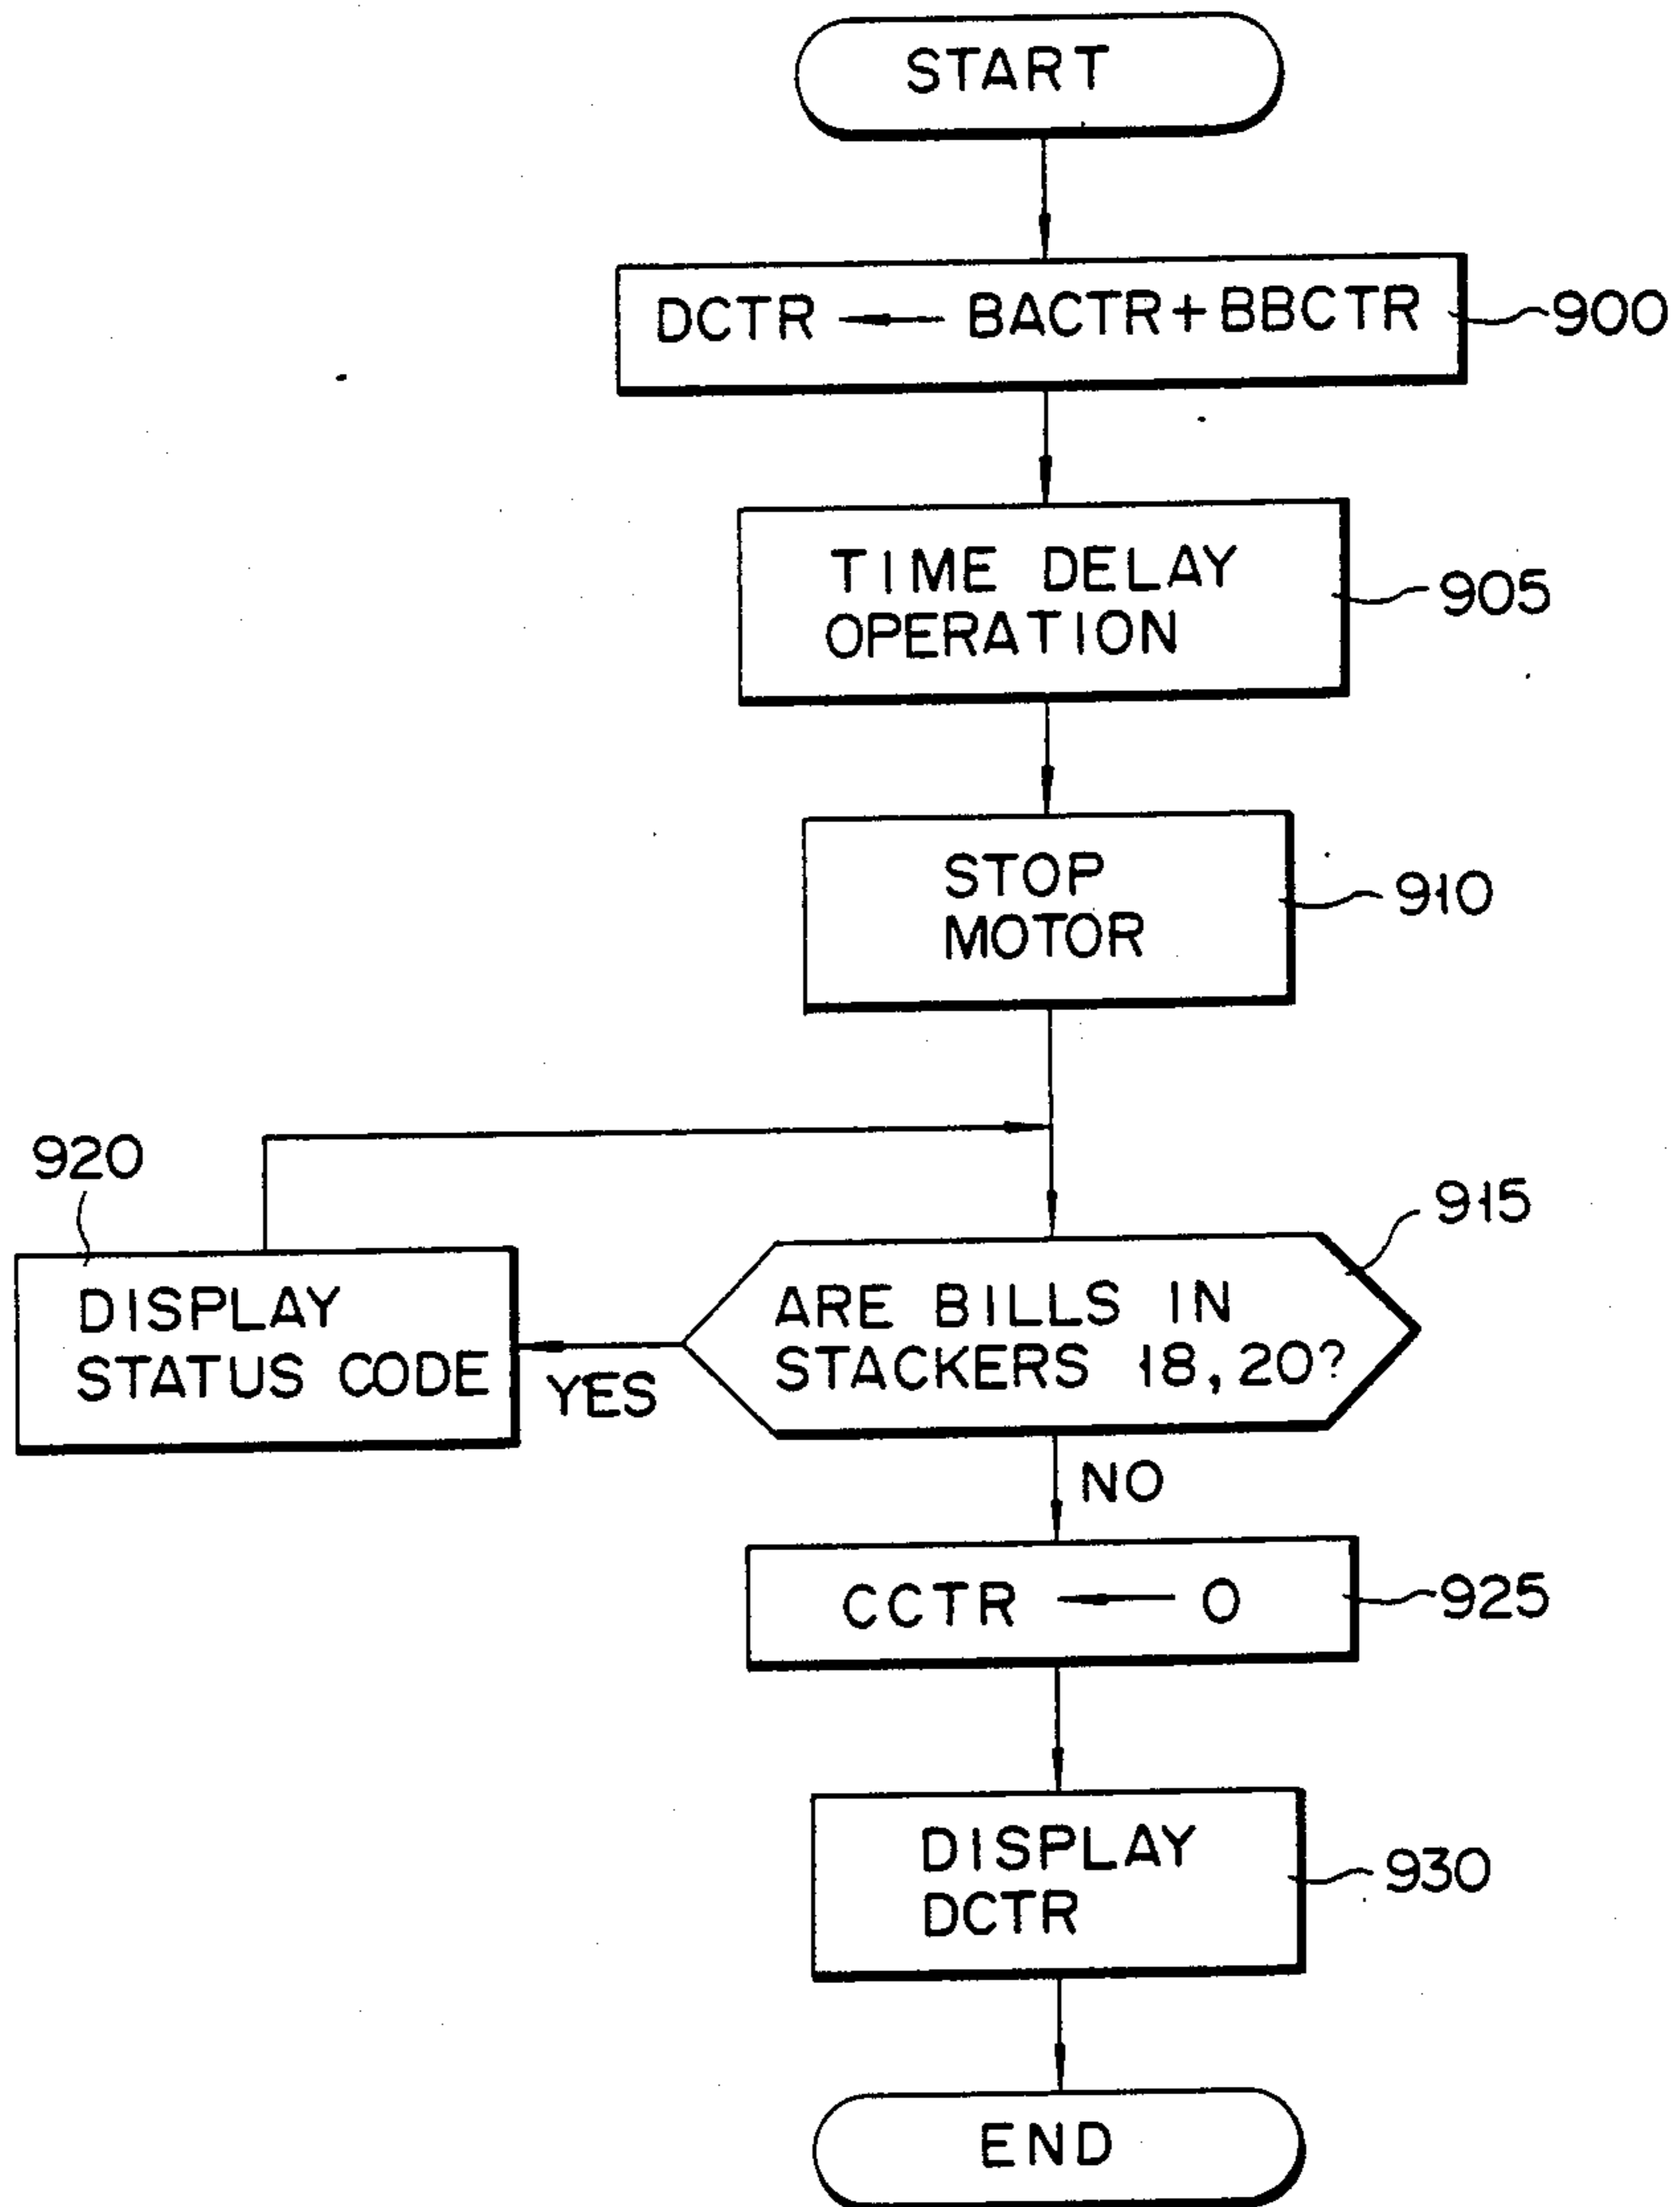 START
DCTR ← BACTR+BBCTR
900
TIME DELAY
OPERATION
905
STOP
MOTOR
910
920
915
DISPLAY
STATUS CODE
YES
ARE BILLS IN
STACKERS 18,20?
NO
CCTR ← 0
925
DISPLAY
DCTR
930
END